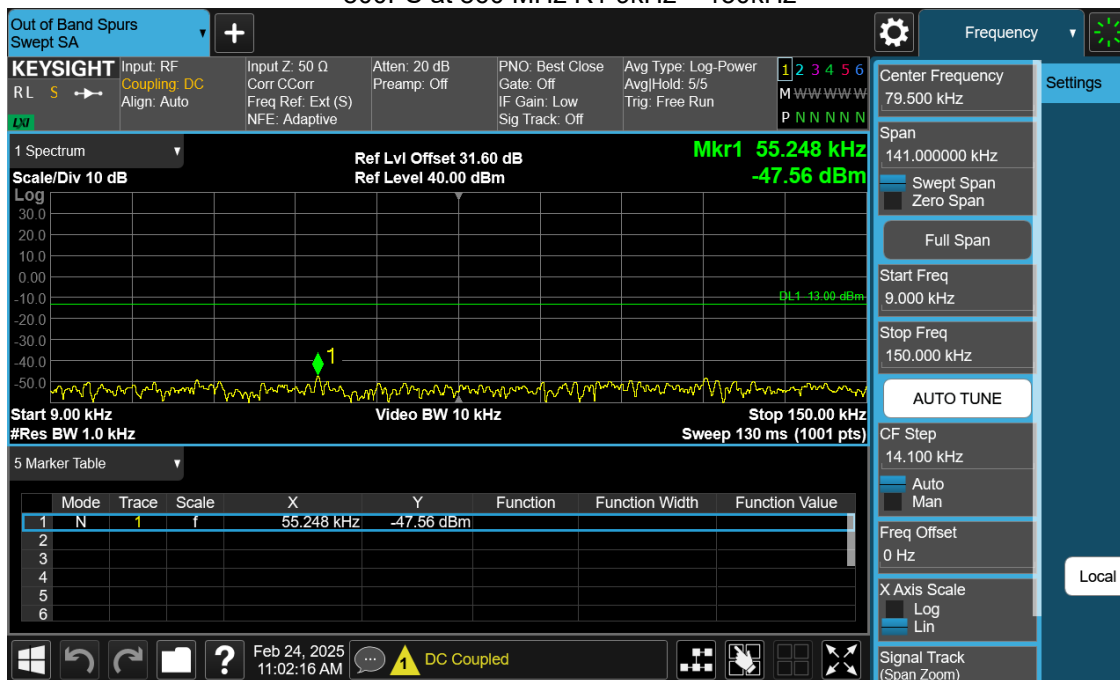 Out of Band Spurs
Swept SA
+
Frequency
KEYSIGHT
RL S
LXI
Input: RF
Coupling: DC
Align: Auto
Input Z: 50 Ω
Corr CCorr
Freq Ref: Ext (S)
NFE: Adaptive
Atten: 20 dB
Preamp: Off
PNO: Best Close
Gate: Off
IF Gain: Low
Sig Track: Off
Avg Type: Log-Power
Avg|Hold: 5/5
Trig: Free Run
1 2 3 4 5 6
M W W W W W
P N N N N N
1 Spectrum
Scale/Div 10 dB
Ref Lvl Offset 31.60 dB
Ref Level 40.00 dBm
Mkr1 55.248 kHz
-47.56 dBm
Log
30.0
20.0
10.0
0.00
-10.0
DL1 -13.00 dBm
-20.0
-30.0
-40.0
-50.0
1
Start 9.00 kHz
#Res BW 1.0 kHz
Video BW 10 kHz
Stop 150.00 kHz
Sweep 130 ms (1001 pts)
5 Marker Table
Mode Trace Scale X Y Function Function Width Function Value
1 N 1 f 55.248 kHz -47.56 dBm
2
3
4
5
6
Feb 24, 2025
11:02:16 AM
?
1
DC Coupled
Center Frequency
79.500 kHz
Span
141.000000 kHz
Swept Span
Zero Span
Full Span
Start Freq
9.000 kHz
Stop Freq
150.000 kHz
AUTO TUNE
CF Step
14.100 kHz
Auto
Man
Freq Offset
0 Hz
X Axis Scale
Log
Lin
Signal Track
(Span Zoom)
Settings
Local